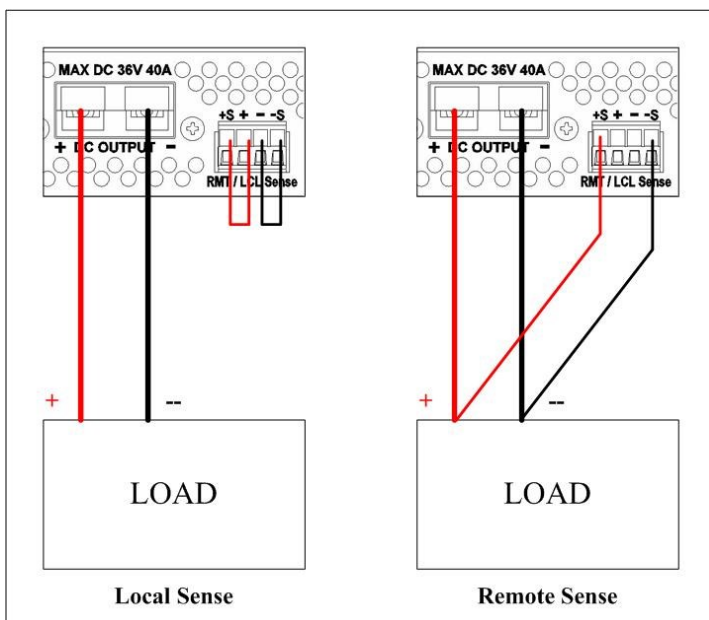 MAX DC 36V 40A
+S + - -S
+ DC OUTPUT -
RMT / LCL Sense
+ --
LOAD
Local Sense
MAX DC 36V 40A
+S + - -S
+ DC OUTPUT -
RMT / LCL Sense
+ --
LOAD
Remote Sense